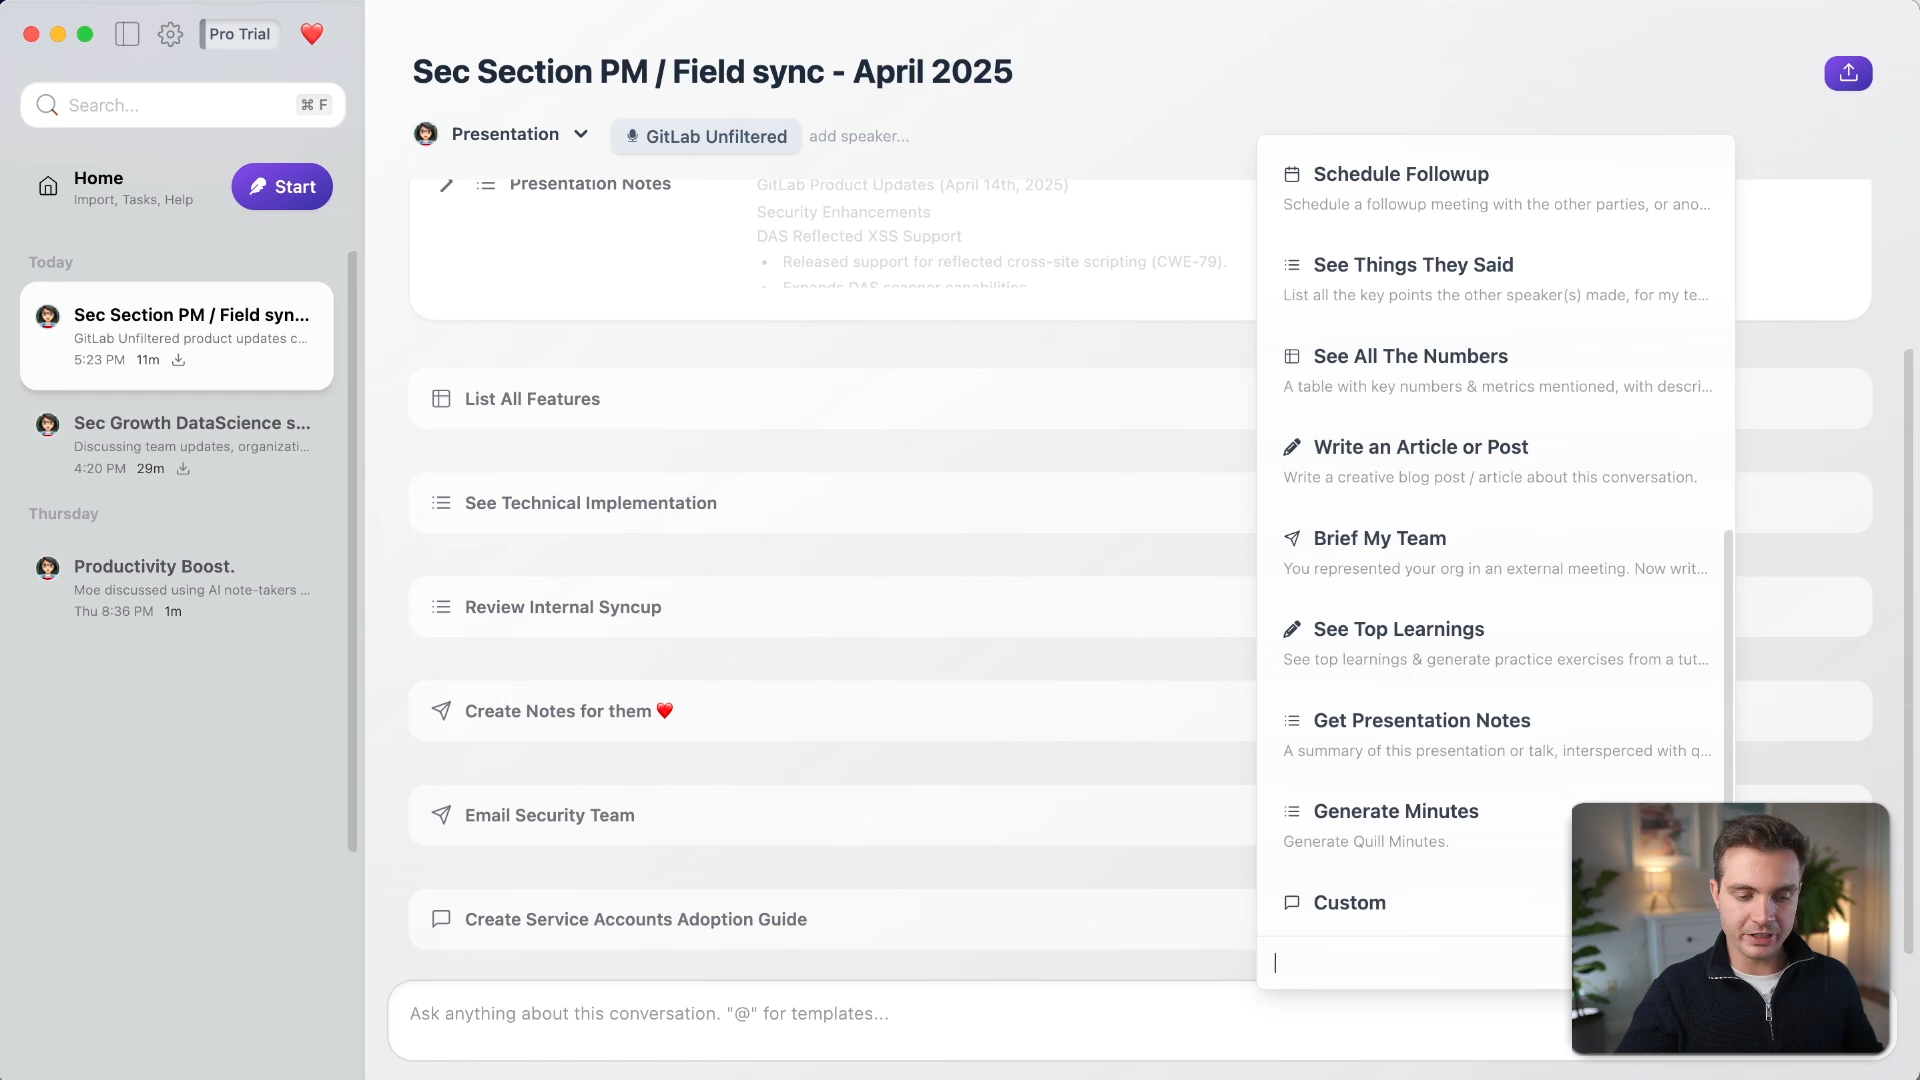 Pro Trial
Search...
⌘ F
Home
Import, Tasks, Help
Start
Today
Sec Section PM / Field syn...
GitLab Unfiltered product updates c...
5:23 PM 11m
Sec Growth DataScience s...
Discussing team updates, organizati...
4:20 PM 29m
Thursday
Productivity Boost.
Moe discussed using AI note-takers ...
Thu 8:36 PM 1m
Sec Section PM / Field sync - April 2025
Presentation
GitLab Unfiltered
add speaker...
Presentation Notes
GitLab Product Updates (April 14th, 2025)
Security Enhancements
DAS Reflected XSS Support
• Released support for reflected cross-site scripting (CWE-79).
• Expands DAS scanner capabilities
List All Features
See Technical Implementation
Review Internal Syncup
Create Notes for them ❤️
Email Security Team
Create Service Accounts Adoption Guide
Ask anything about this conversation. "@" for templates...
Schedule Followup
Schedule a followup meeting with the other parties, or ano...
See Things They Said
List all the key points the other speaker(s) made, for my te...
See All The Numbers
A table with key numbers & metrics mentioned, with descri...
Write an Article or Post
Write a creative blog post / article about this conversation.
Brief My Team
You represented your org in an external meeting. Now writ...
See Top Learnings
See top learnings & generate practice exercises from a tut...
Get Presentation Notes
A summary of this presentation or talk, intersperced with q...
Generate Minutes
Generate Quill Minutes.
Custom